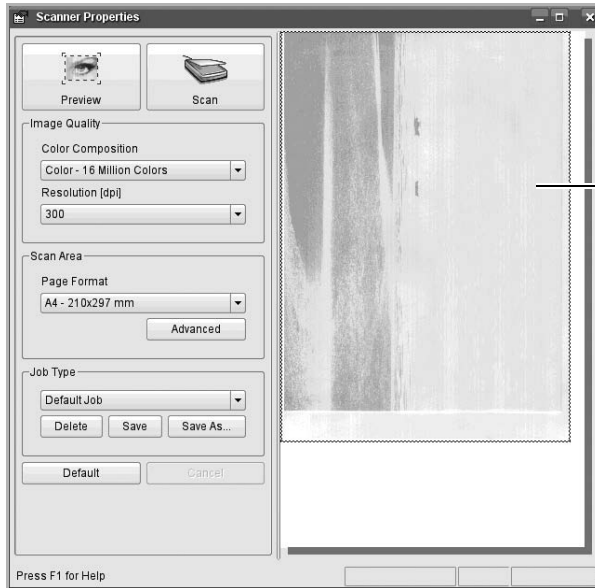 Scanner Properties
Preview
Scan
Image Quality
Color Composition
Color - 16 Million Colors
Resolution [dpi]
300
Scan Area
Page Format
A4 - 210x297 mm
Advanced
Job Type
Default Job
Delete
Save
Save As...
Default
Cancel
Press F1 for Help